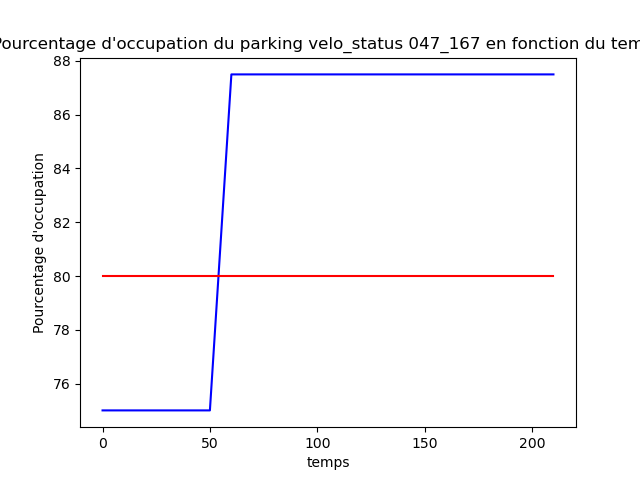 Pourcentage d'occupation du parking velo_status 047_167 en fonction du tem
88
86
84
82
80
78
76
Pourcentage d'occupation
0 50 100 150 200
temps